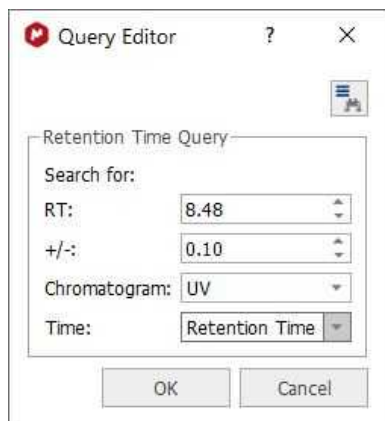 Query Editor ? ×
Retention Time Query
Search for:
RT: 8.48
+/-: 0.10
Chromatogram: UV
Time: Retention Time
OK Cancel